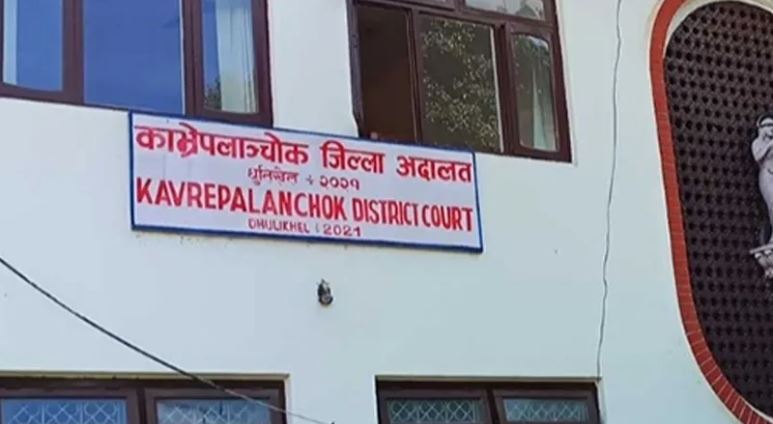 काभ्रेपलाञ्चोक जिल्ला अदालत
धुलिखेल ÷ २०२१
KAVREPALANCHOK DISTRICT COURT
DHULIKHEL : 2021